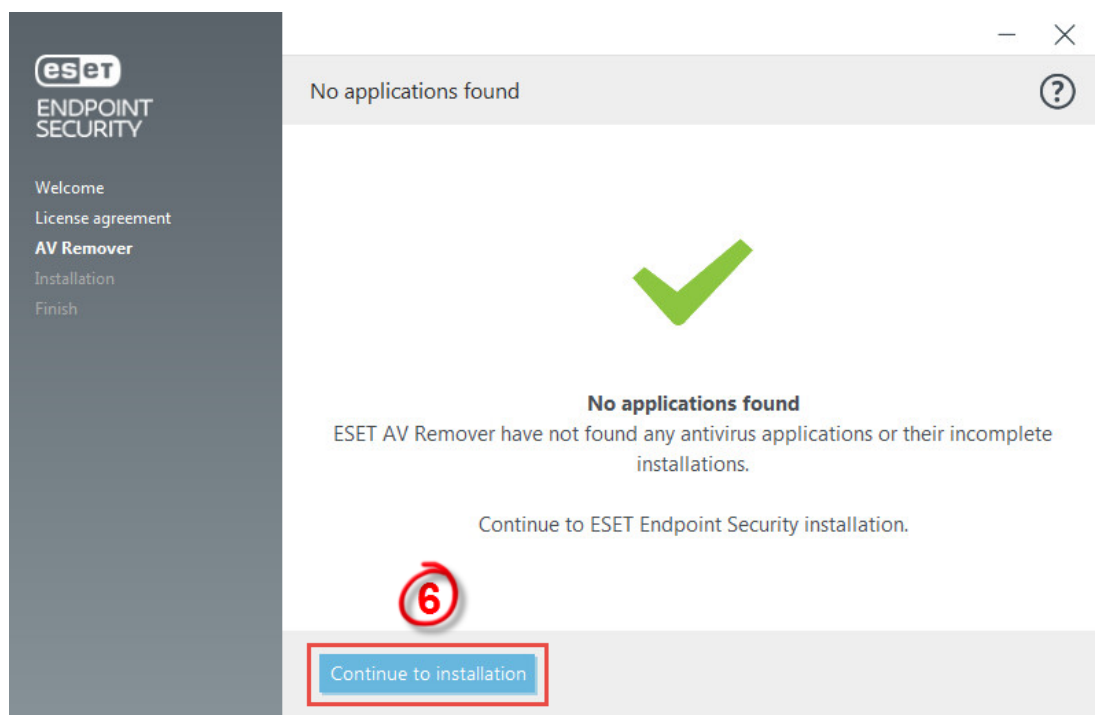 eset
ENDPOINT
SECURITY
Welcome
License agreement
AV Remover
Installation
Finish
No applications found
?
No applications found
ESET AV Remover have not found any antivirus applications or their incomplete
installations.
Continue to ESET Endpoint Security installation.
6
Continue to installation